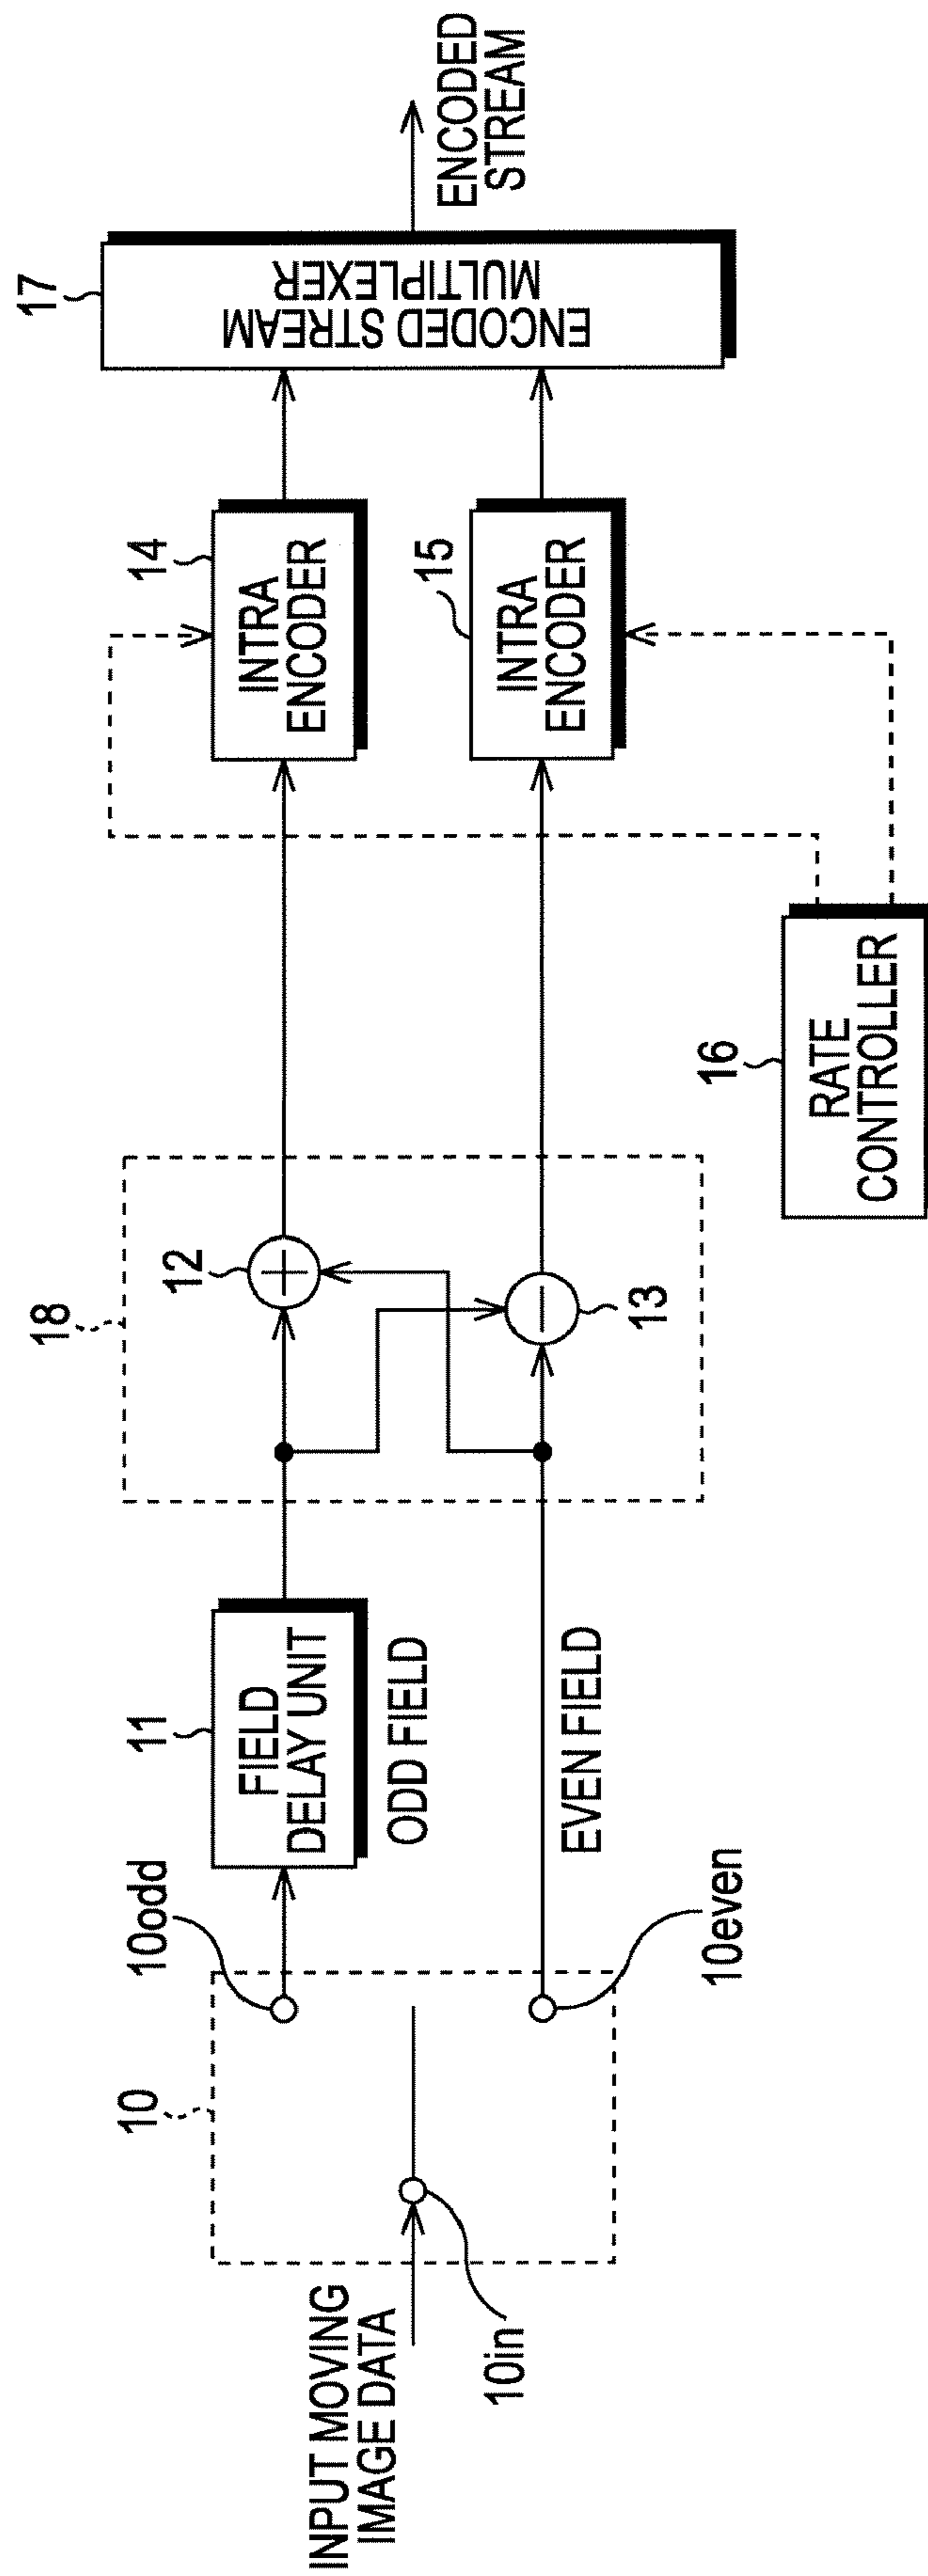 INPUT MOVING
IMAGE DATA
10in
10
10odd
10even
11
FIELD
DELAY UNIT
ODD FIELD
EVEN FIELD
18
12
13
16
RATE
CONTROLLER
14
INTRA
ENCODER
15
INTRA
ENCODER
17
ENCODED STREAM
MULTIPLEXER
ENCODED
STREAM